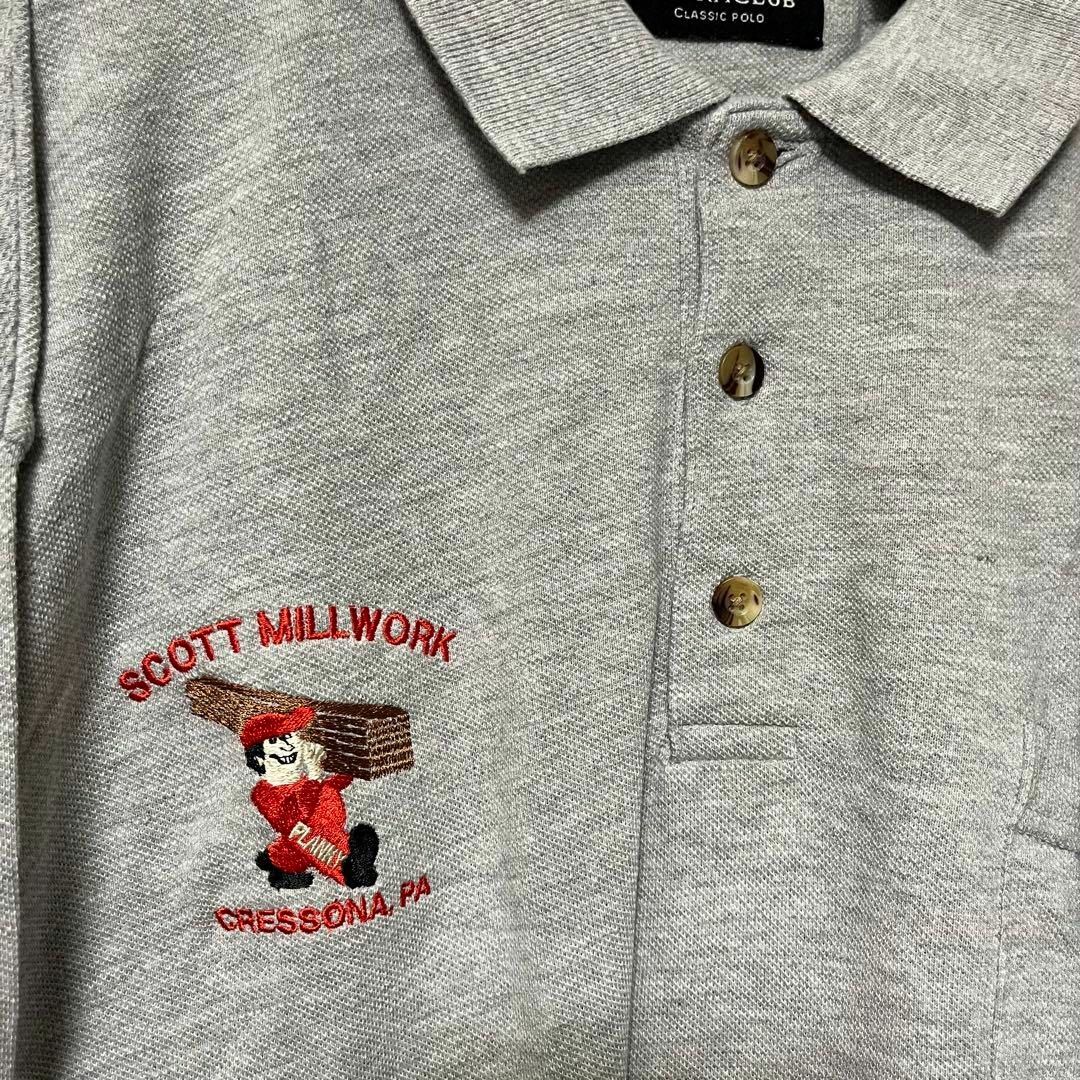 CLASSIC POLO
SCOTT MILLWORK
PLANKY
CRESSONA, PA